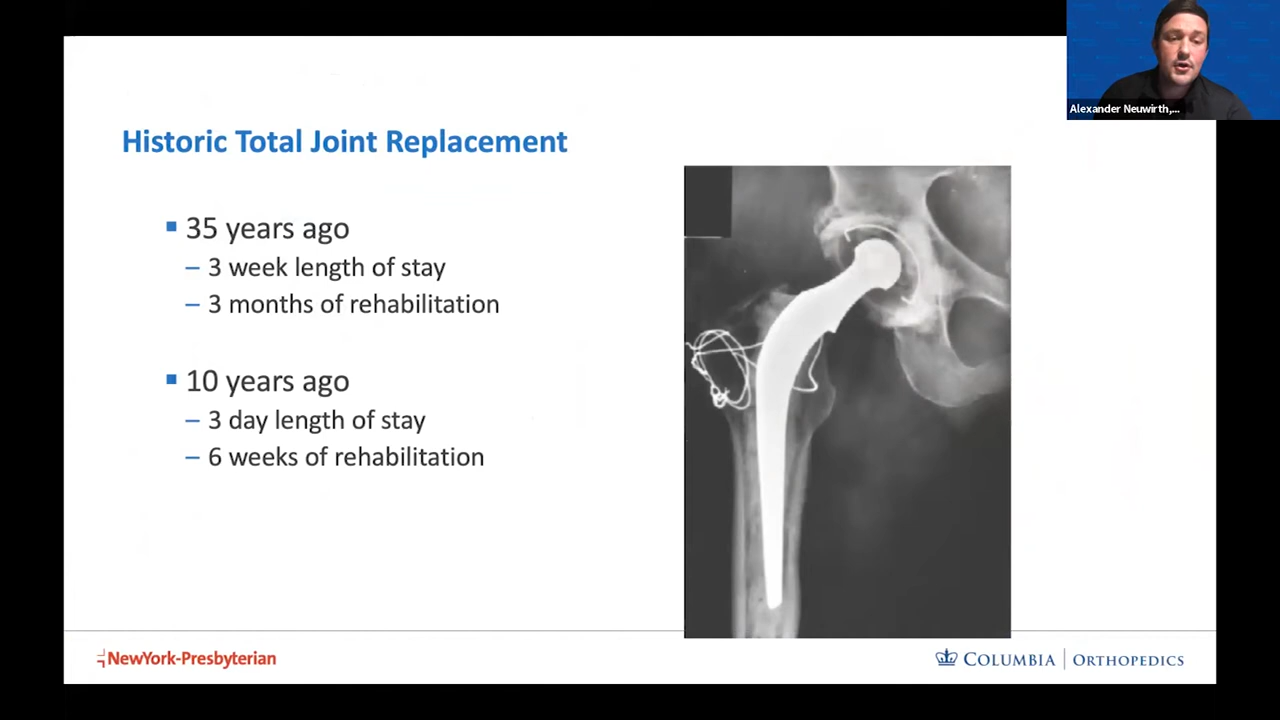 Alexander Neuwirth,...
Historic Total Joint Replacement
▪ 35 years ago
– 3 week length of stay
– 3 months of rehabilitation
▪ 10 years ago
– 3 day length of stay
– 6 weeks of rehabilitation
NewYork-Presbyterian
COLUMBIA | ORTHOPEDICS